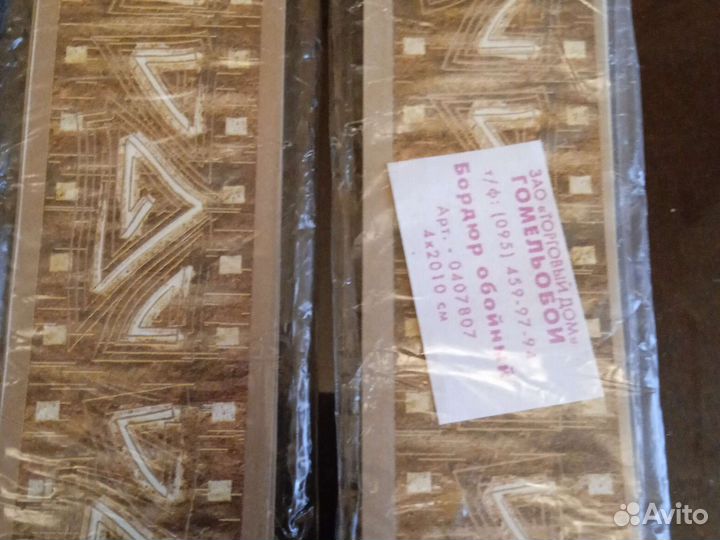 ЗАО «ТОРГОВЫЙ ДОМ»
ГОМЕЛЬОБОИ
т/ф: (095) 459-97-94
Бордюр обойный
Арт. - 0407807
4х2010 см
Avito